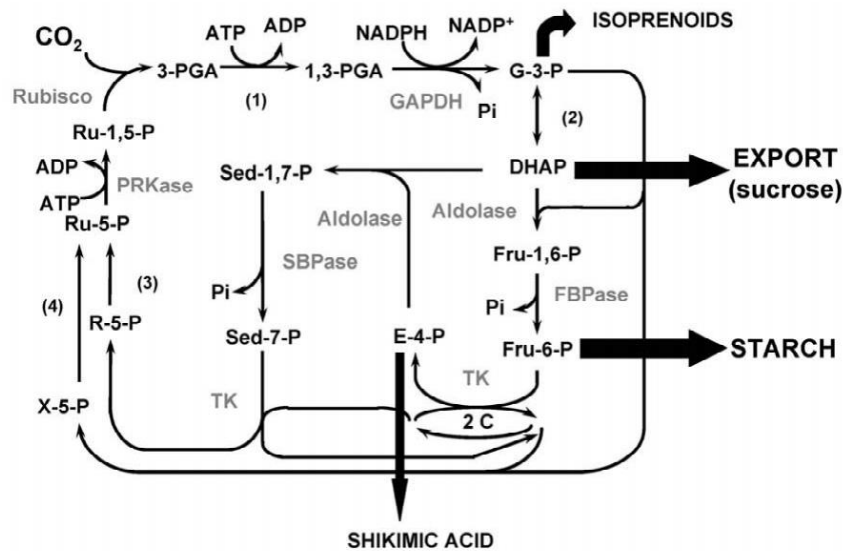 ISOPRENOIDS
CO2
ATP
ADP
NADPH
NADP+
3-PGA
1,3-PGA
G-3-P
Rubisco
(1)
GAPDH
Pi
(2)
Ru-1,5-P
ADP
ATP
PRKase
Sed-1,7-P
DHAP
EXPORT
(sucrose)
Ru-5-P
Aldolase
Aldolase
Fru-1,6-P
SBPase
(4)
(3)
Pi
Pi
FBPase
R-5-P
Sed-7-P
E-4-P
Fru-6-P
STARCH
TK
X-5-P
TK
2 C
SHIKIMIC ACID